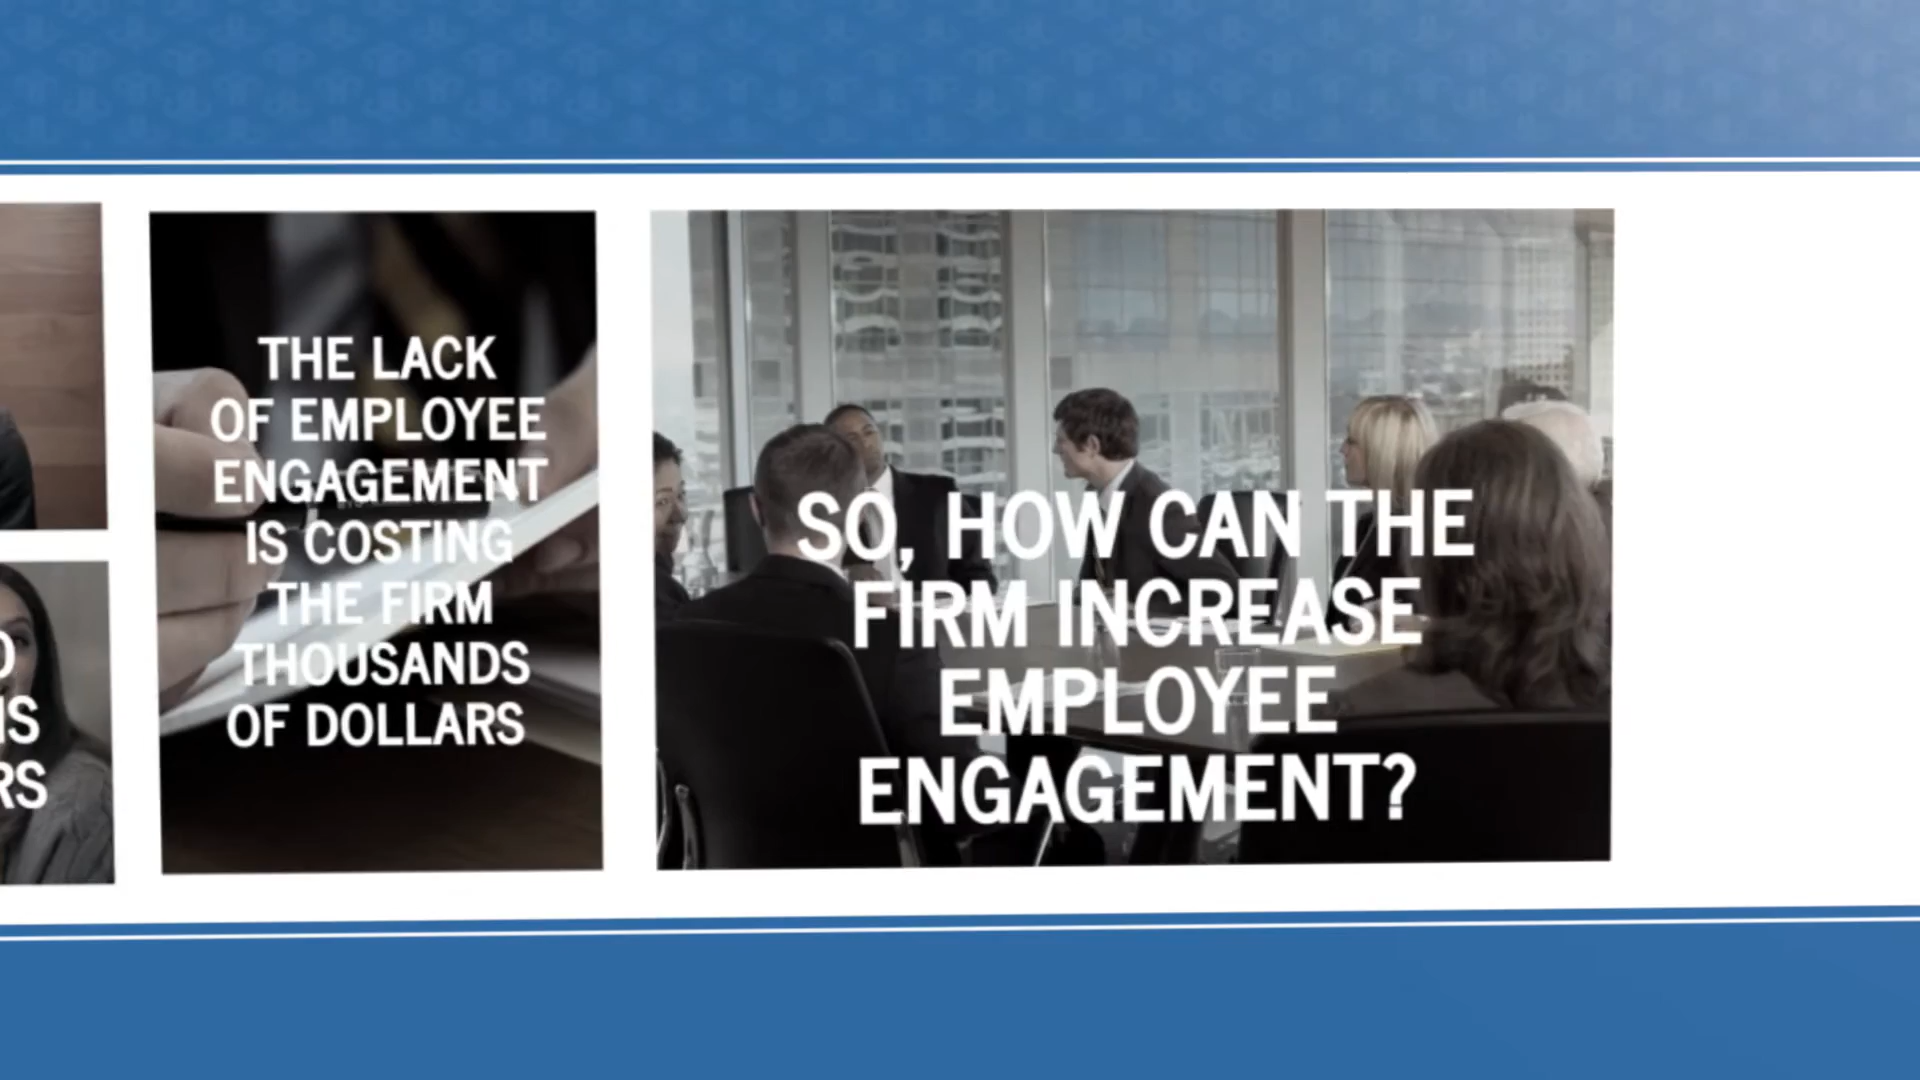 THE LACK
OF EMPLOYEE
ENGAGEMENT
IS COSTING
THE FIRM
THOUSANDS
OF DOLLARS
SO, HOW CAN THE
FIRM INCREASE
EMPLOYEE
ENGAGEMENT?